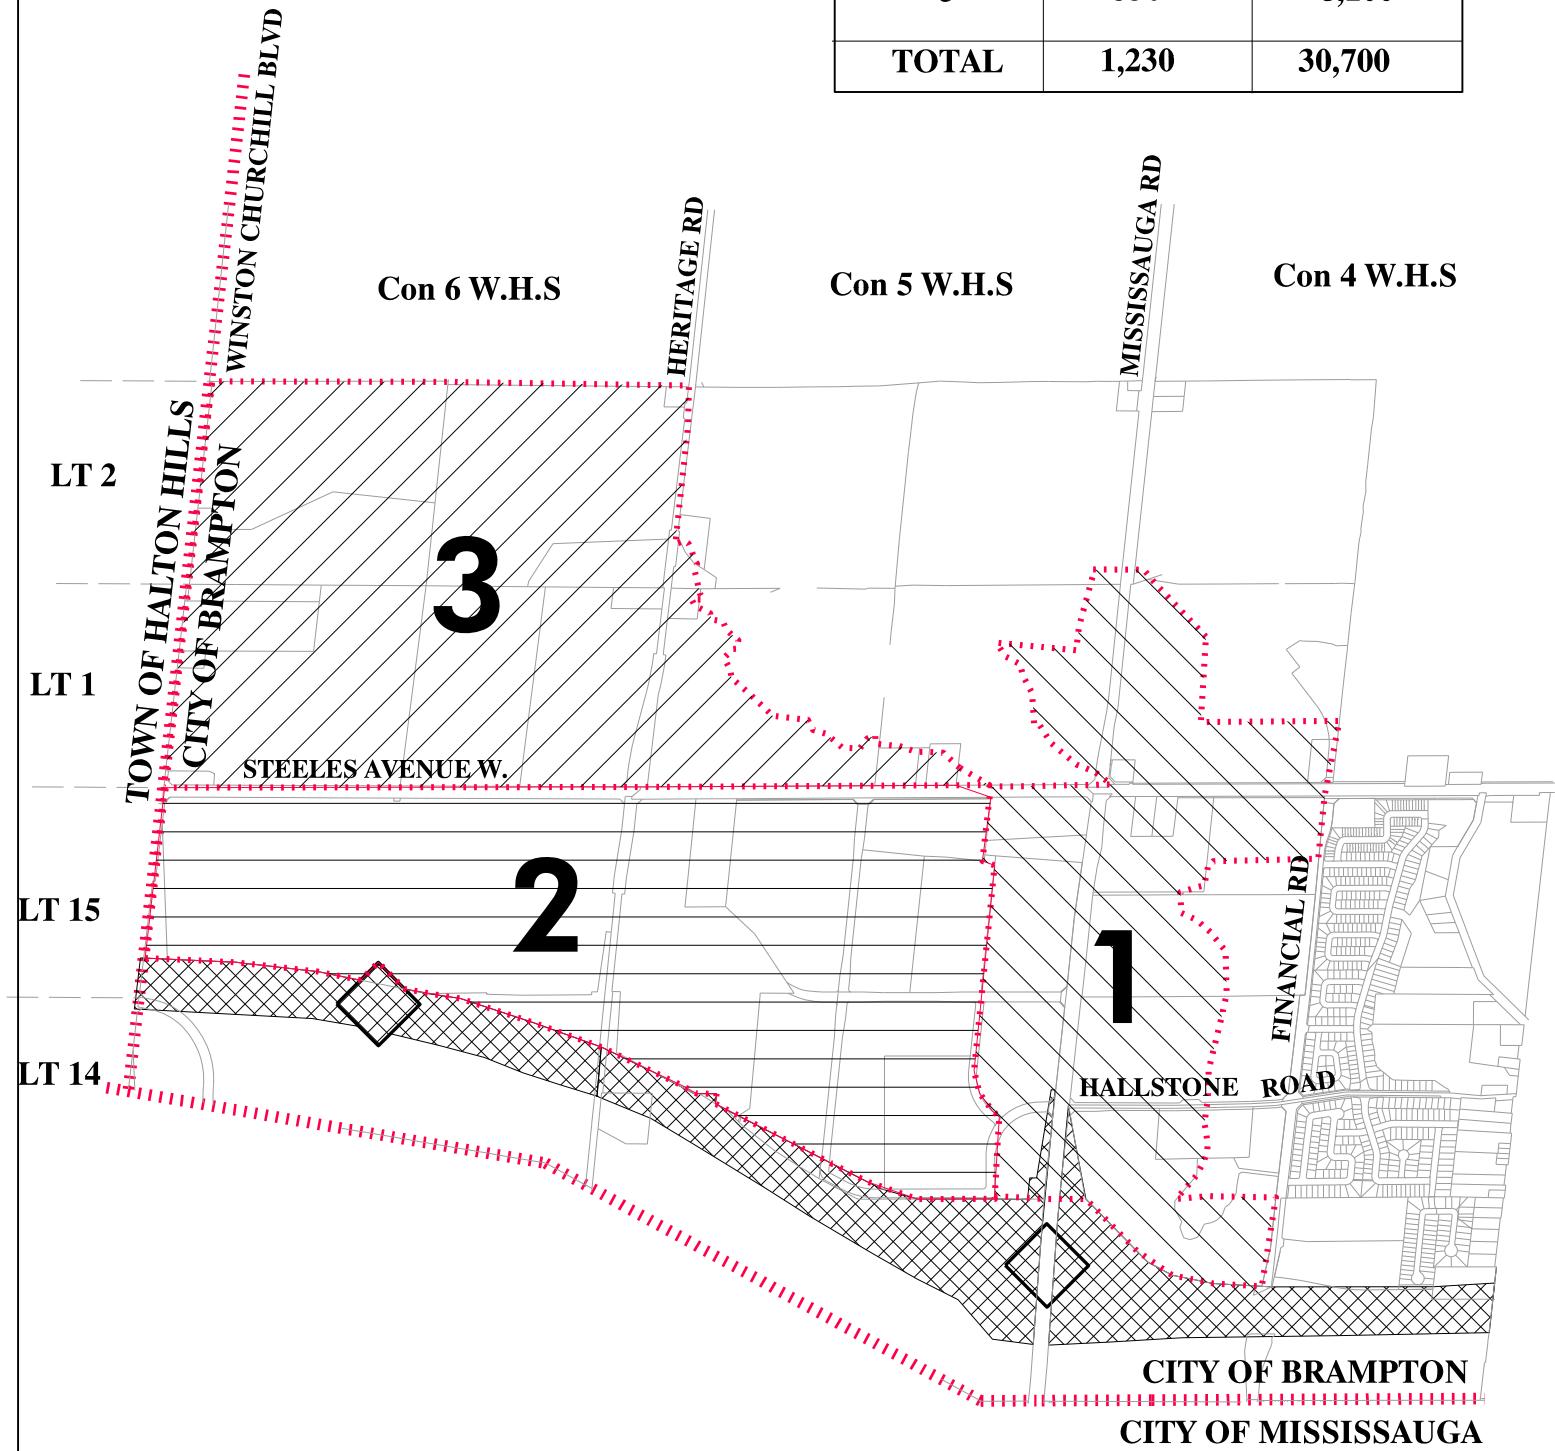 TOTAL 1,230 30,700
WINSTON CHURCHILL BLVD
HERITAGE RD
MISSISSAUGA RD
Con 6 W.H.S
Con 5 W.H.S
Con 4 W.H.S
LT 2
TOWN OF HALTON HILLS
CITY OF BRAMPTON
3
LT 1
STEELES AVENUE W.
2
LT 15
1
FINANCIAL RD
LT 14
HALLSTONE ROAD
CITY OF BRAMPTON
CITY OF MISSISSAUGA